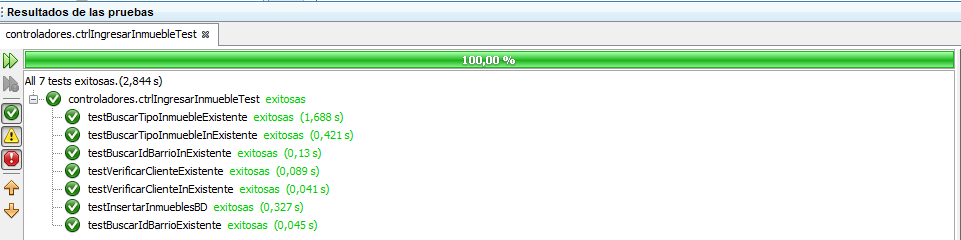 Resultados de las pruebas
controladores.ctrlIngresarInmuebleTest
100,00 %
All 7 tests exitosas.(2,844 s)
controladores.ctrlIngresarInmuebleTest exitosas
testBuscarTipoInmuebleExistente exitosas (1,688 s)
testBuscarTipoInmuebleInExistente exitosas (0,421 s)
testBuscarIdBarrioInExistente exitosas (0,13 s)
testVerificarClienteExistente exitosas (0,089 s)
testVerificarClienteInExistente exitosas (0,041 s)
testInsertarInmueblesBD exitosas (0,327 s)
testBuscarIdBarrioExistente exitosas (0,045 s)